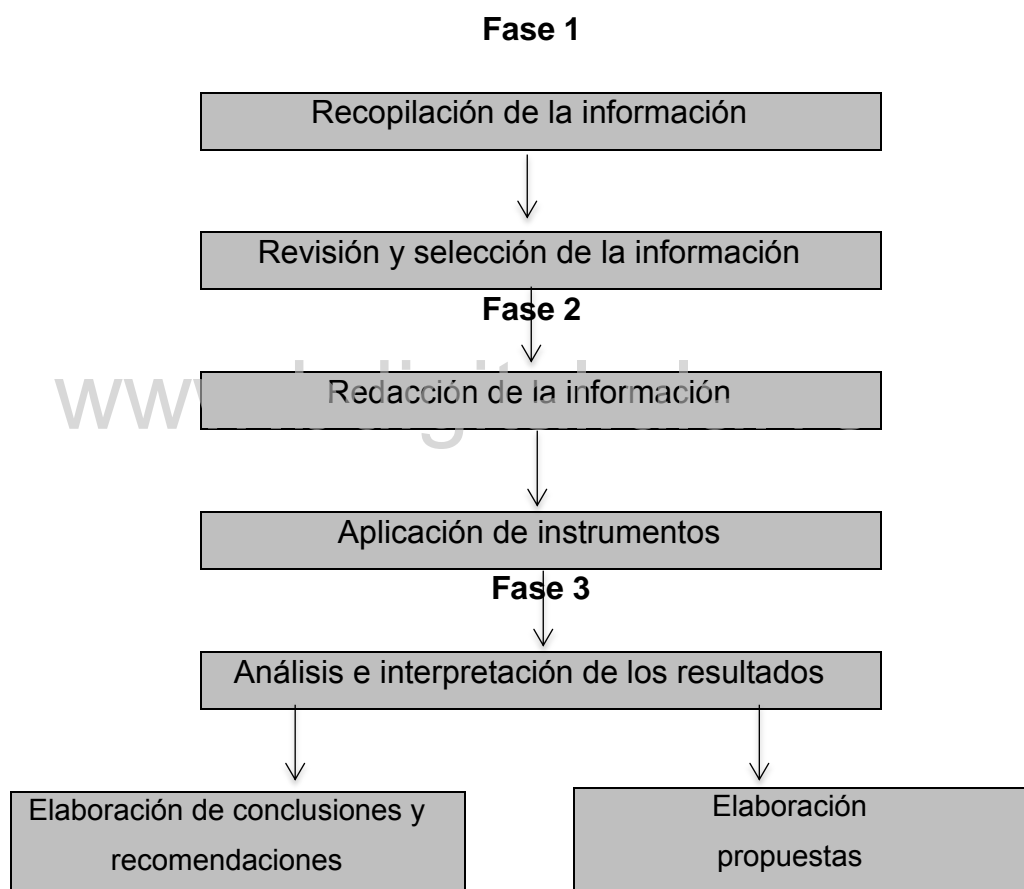 Fase 1
Recopilación de la información
Revisión y selección de la información
Fase 2
Redacción de la información
Aplicación de instrumentos
Fase 3
Análisis e interpretación de los resultados
Elaboración de conclusiones y
recomendaciones
Elaboración
propuestas